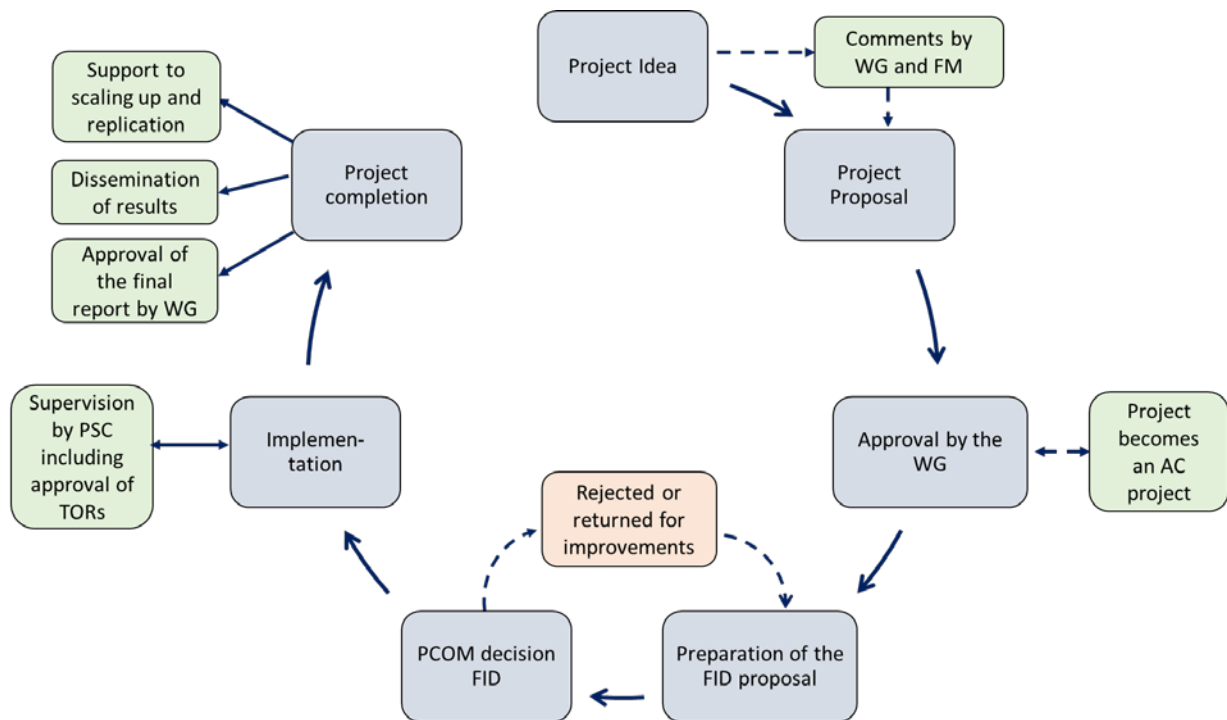 Project Idea
Comments by
WG and FM
Project
Proposal
Approval by the
WG
Project
becomes
an AC
project
Preparation of the
FID proposal
Rejected or
returned for
improvements
PCOM decision
FID
Implemen-
tation
Supervision
by PSC
including
approval of
TORs
Project
completion
Support to
scaling up and
replication
Dissemination
of results
Approval of
the final
report by WG